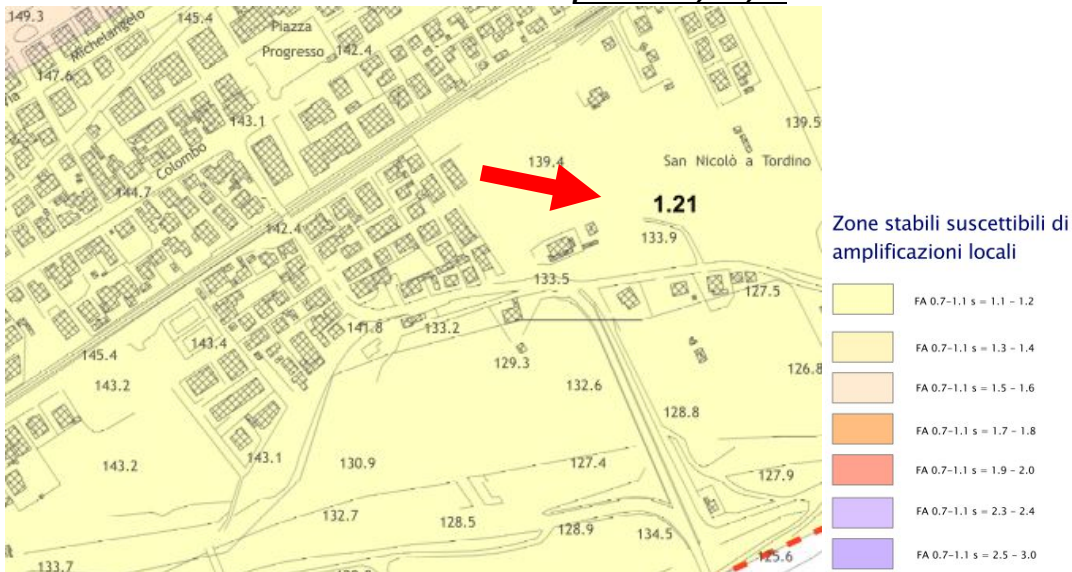 149.3
145.4
Piazza
Progresso
142.4
Michelangelo
147.6
143.1
139.5
Colombo
139.4
San Nicolò a Tordino
144.7
1.21
142.4
133.9
133.5
127.5
141.8
133.2
143.4
145.4
129.3
126.8
143.2
132.6
128.8
143.2
143.1
130.9
127.4
127.9
132.7
128.5
128.9
134.5
125.6
133.7
Zone stabili suscettibili di
amplificazioni locali
FA 0.7-1.1 s = 1.1 - 1.2
FA 0.7-1.1 s = 1.3 - 1.4
FA 0.7-1.1 s = 1.5 - 1.6
FA 0.7-1.1 s = 1.7 - 1.8
FA 0.7-1.1 s = 1.9 - 2.0
FA 0.7-1.1 s = 2.3 - 2.4
FA 0.7-1.1 s = 2.5 - 3.0